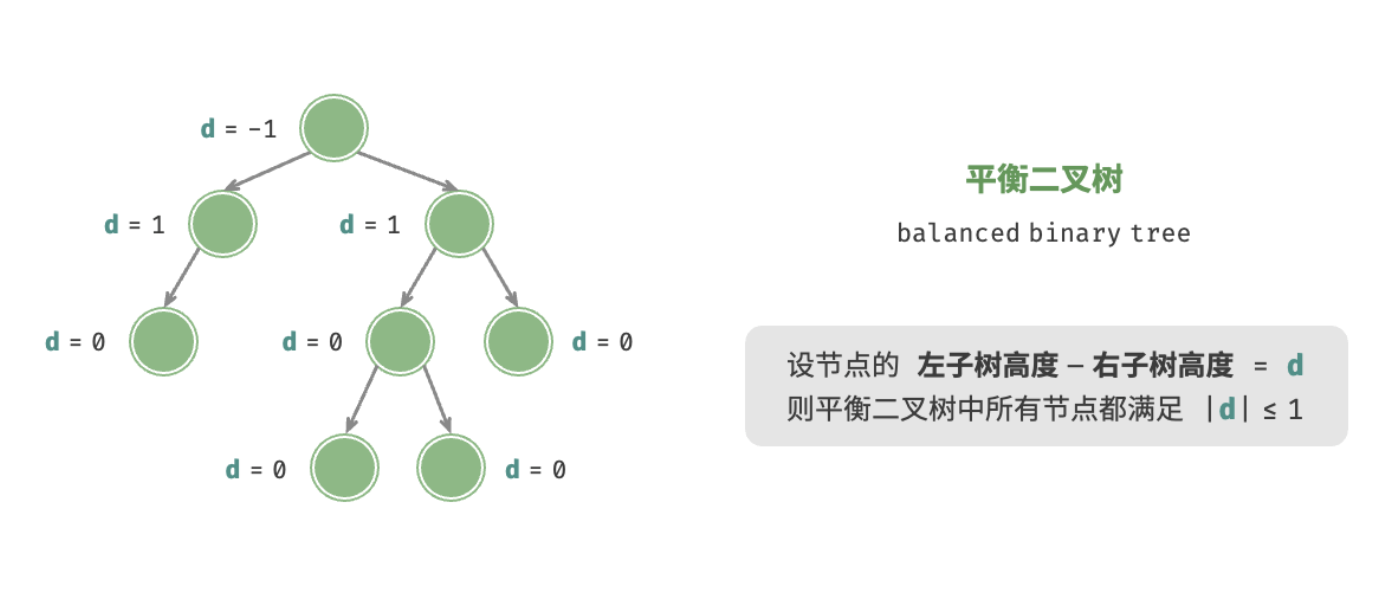 d = -1
d = 1
d = 1
d = 0
d = 0
d = 0
d = 0
d = 0
平衡二叉树
balanced binary tree
设节点的 左子树高度 - 右子树高度 = d
则平衡二叉树中所有节点都满足 |d| ≤ 1